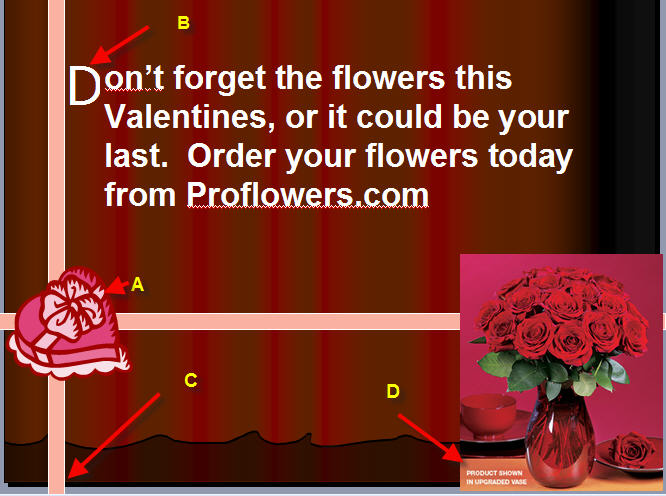 B
Don't forget the flowers this
Valentines, or it could be your
last. Order your flowers today
from Proflowers.com
A
C
D
PRODUCT SHOWN
IN UPGRADED VASE